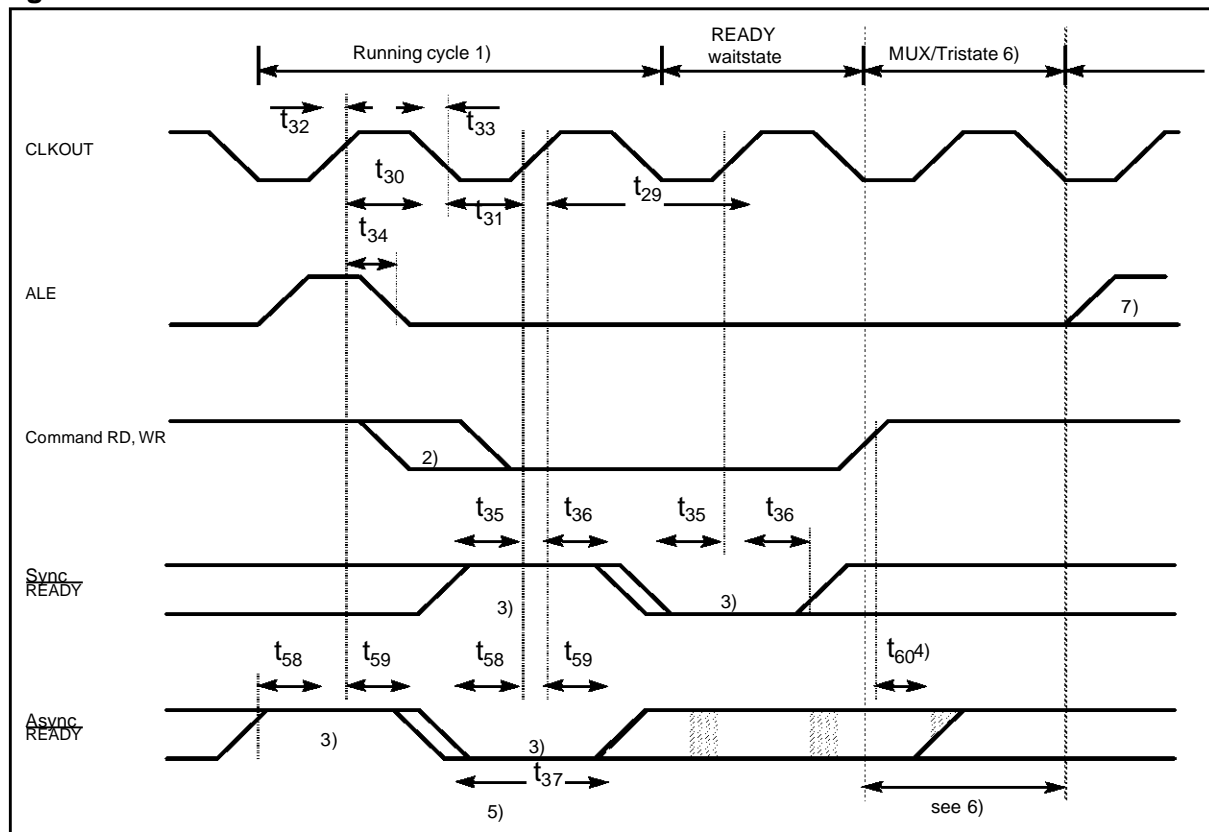 READY
Running cycle 1)
waitstate
MUX/Tristate 6)
t32
t33
CLKOUT
t30
t29
t31
t34
ALE
7)
Command RD, WR
2)
t35
t36
t35
t36
Sync
READY
3)
3)
t58
t59
t58
t59
t604)
Async
READY
3)
3)
t37
5)
see 6)